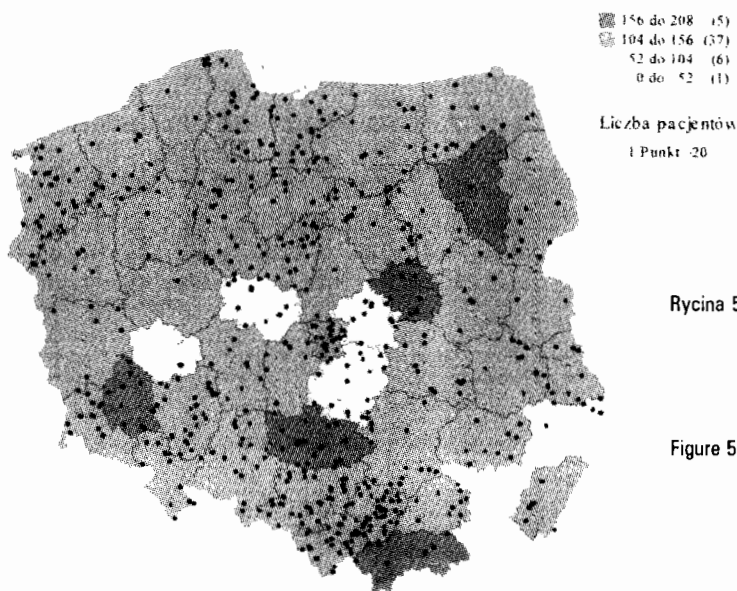 156 do 208 (5)
104 do 156 (37)
52 do 104 (6)
0 do 52 (1)
Liczba pacjentów
1 Punkt -20
Rycina 5
Figure 5